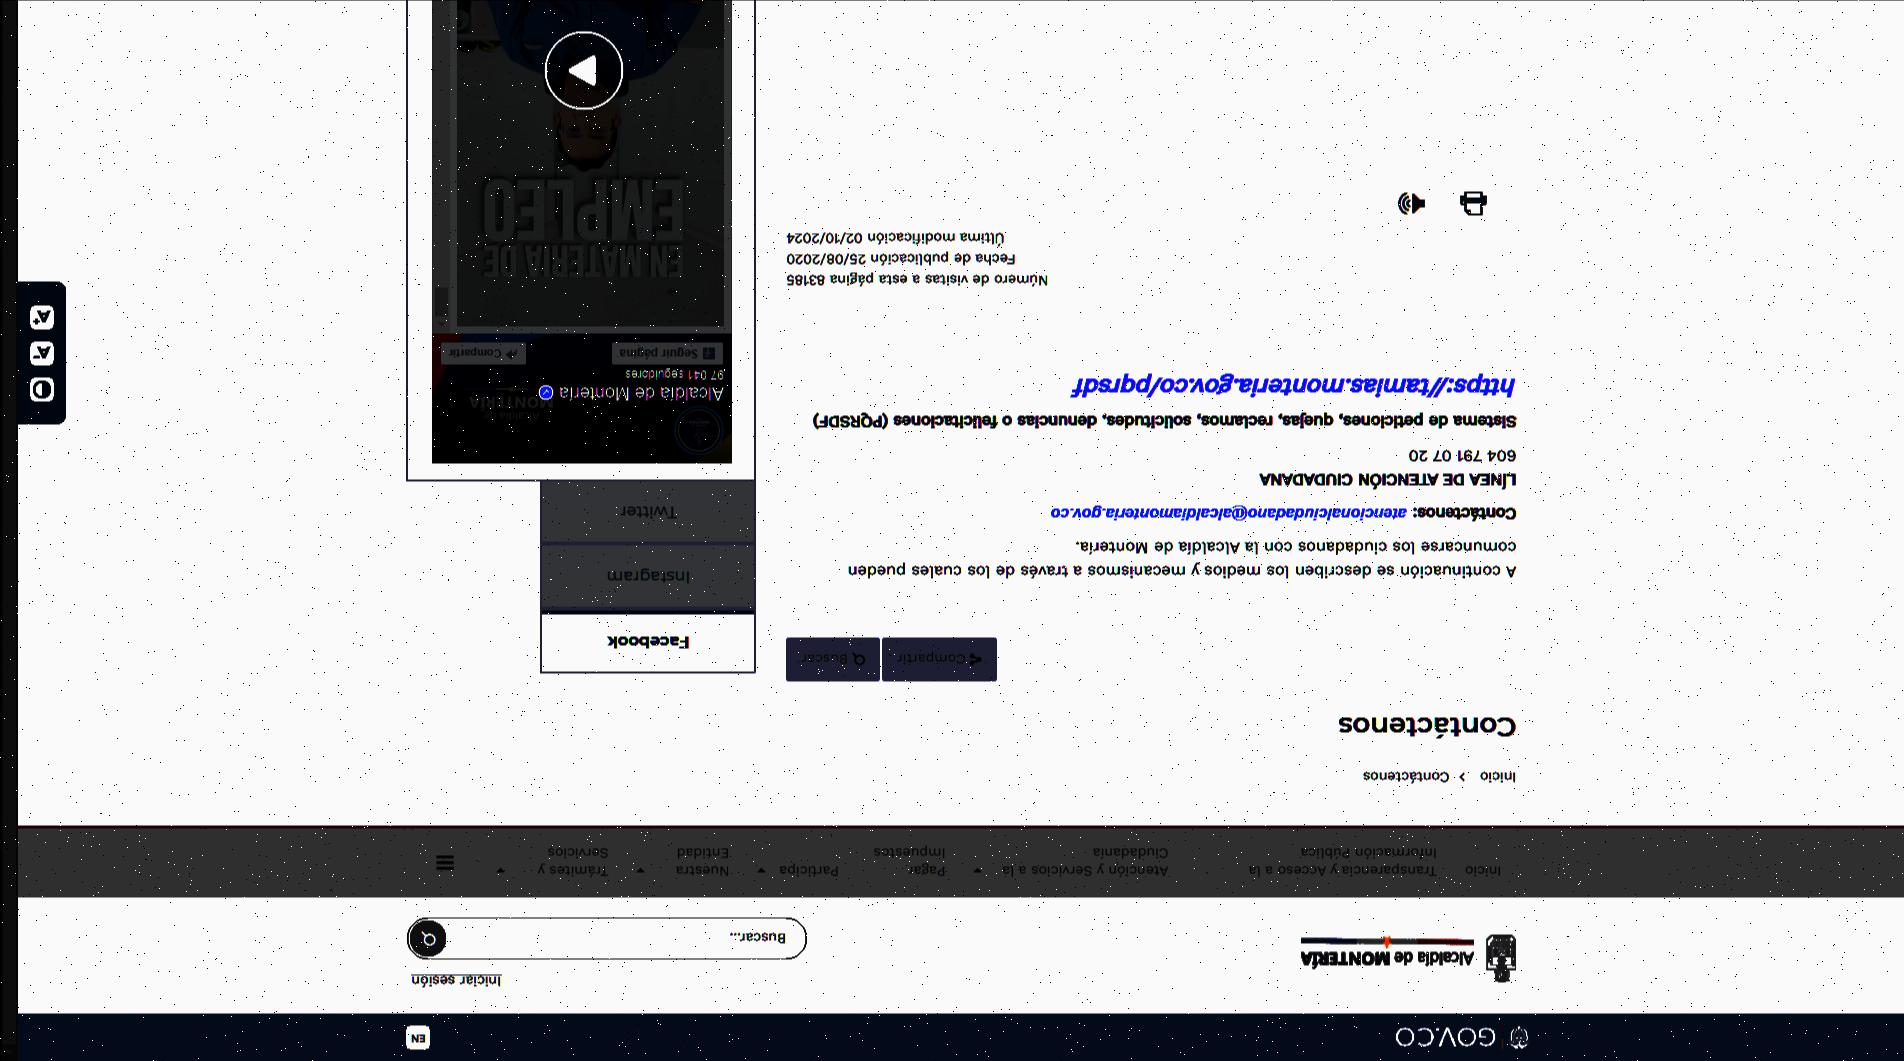 GOV.CO
EN
Iniciar sesión
Alcaldía de MONTERÍA
Buscar...
Inicio
Transparencia y Acceso a la
Información Pública
Atención y Servicios a la
Ciudadanía
Pagar
Impuestos
Participa
Nuestra
Entidad
Trámites y
Servicios
Inicio > Contáctenos
Contáctenos
Compartir
Buscar
A continuación se describen los medios y mecanismos a través de los cuales pueden
comunicarse los ciudadanos con la Alcaldía de Montería.
Contáctenos: atencionalciudadano@alcaldiamonteria.gov.co
LÍNEA DE ATENCIÓN CIUDADANA
604 791 07 20
Sistema de peticiones, quejas, reclamos, solicitudes, denuncias o felicitaciones (PQRSDF)
https://tamias.monteria.gov.co/pqrsdf
Número de visitas a esta página 83185
Fecha de publicación 25/08/2020
Última modificación 02/10/2024
Facebook
Instagram
Twitter
Alcaldía de Montería
97.041 seguidores
Seguir página
Compartir
MONTERÍA
EN MATERIA DE
EMPLEO
A-
A+